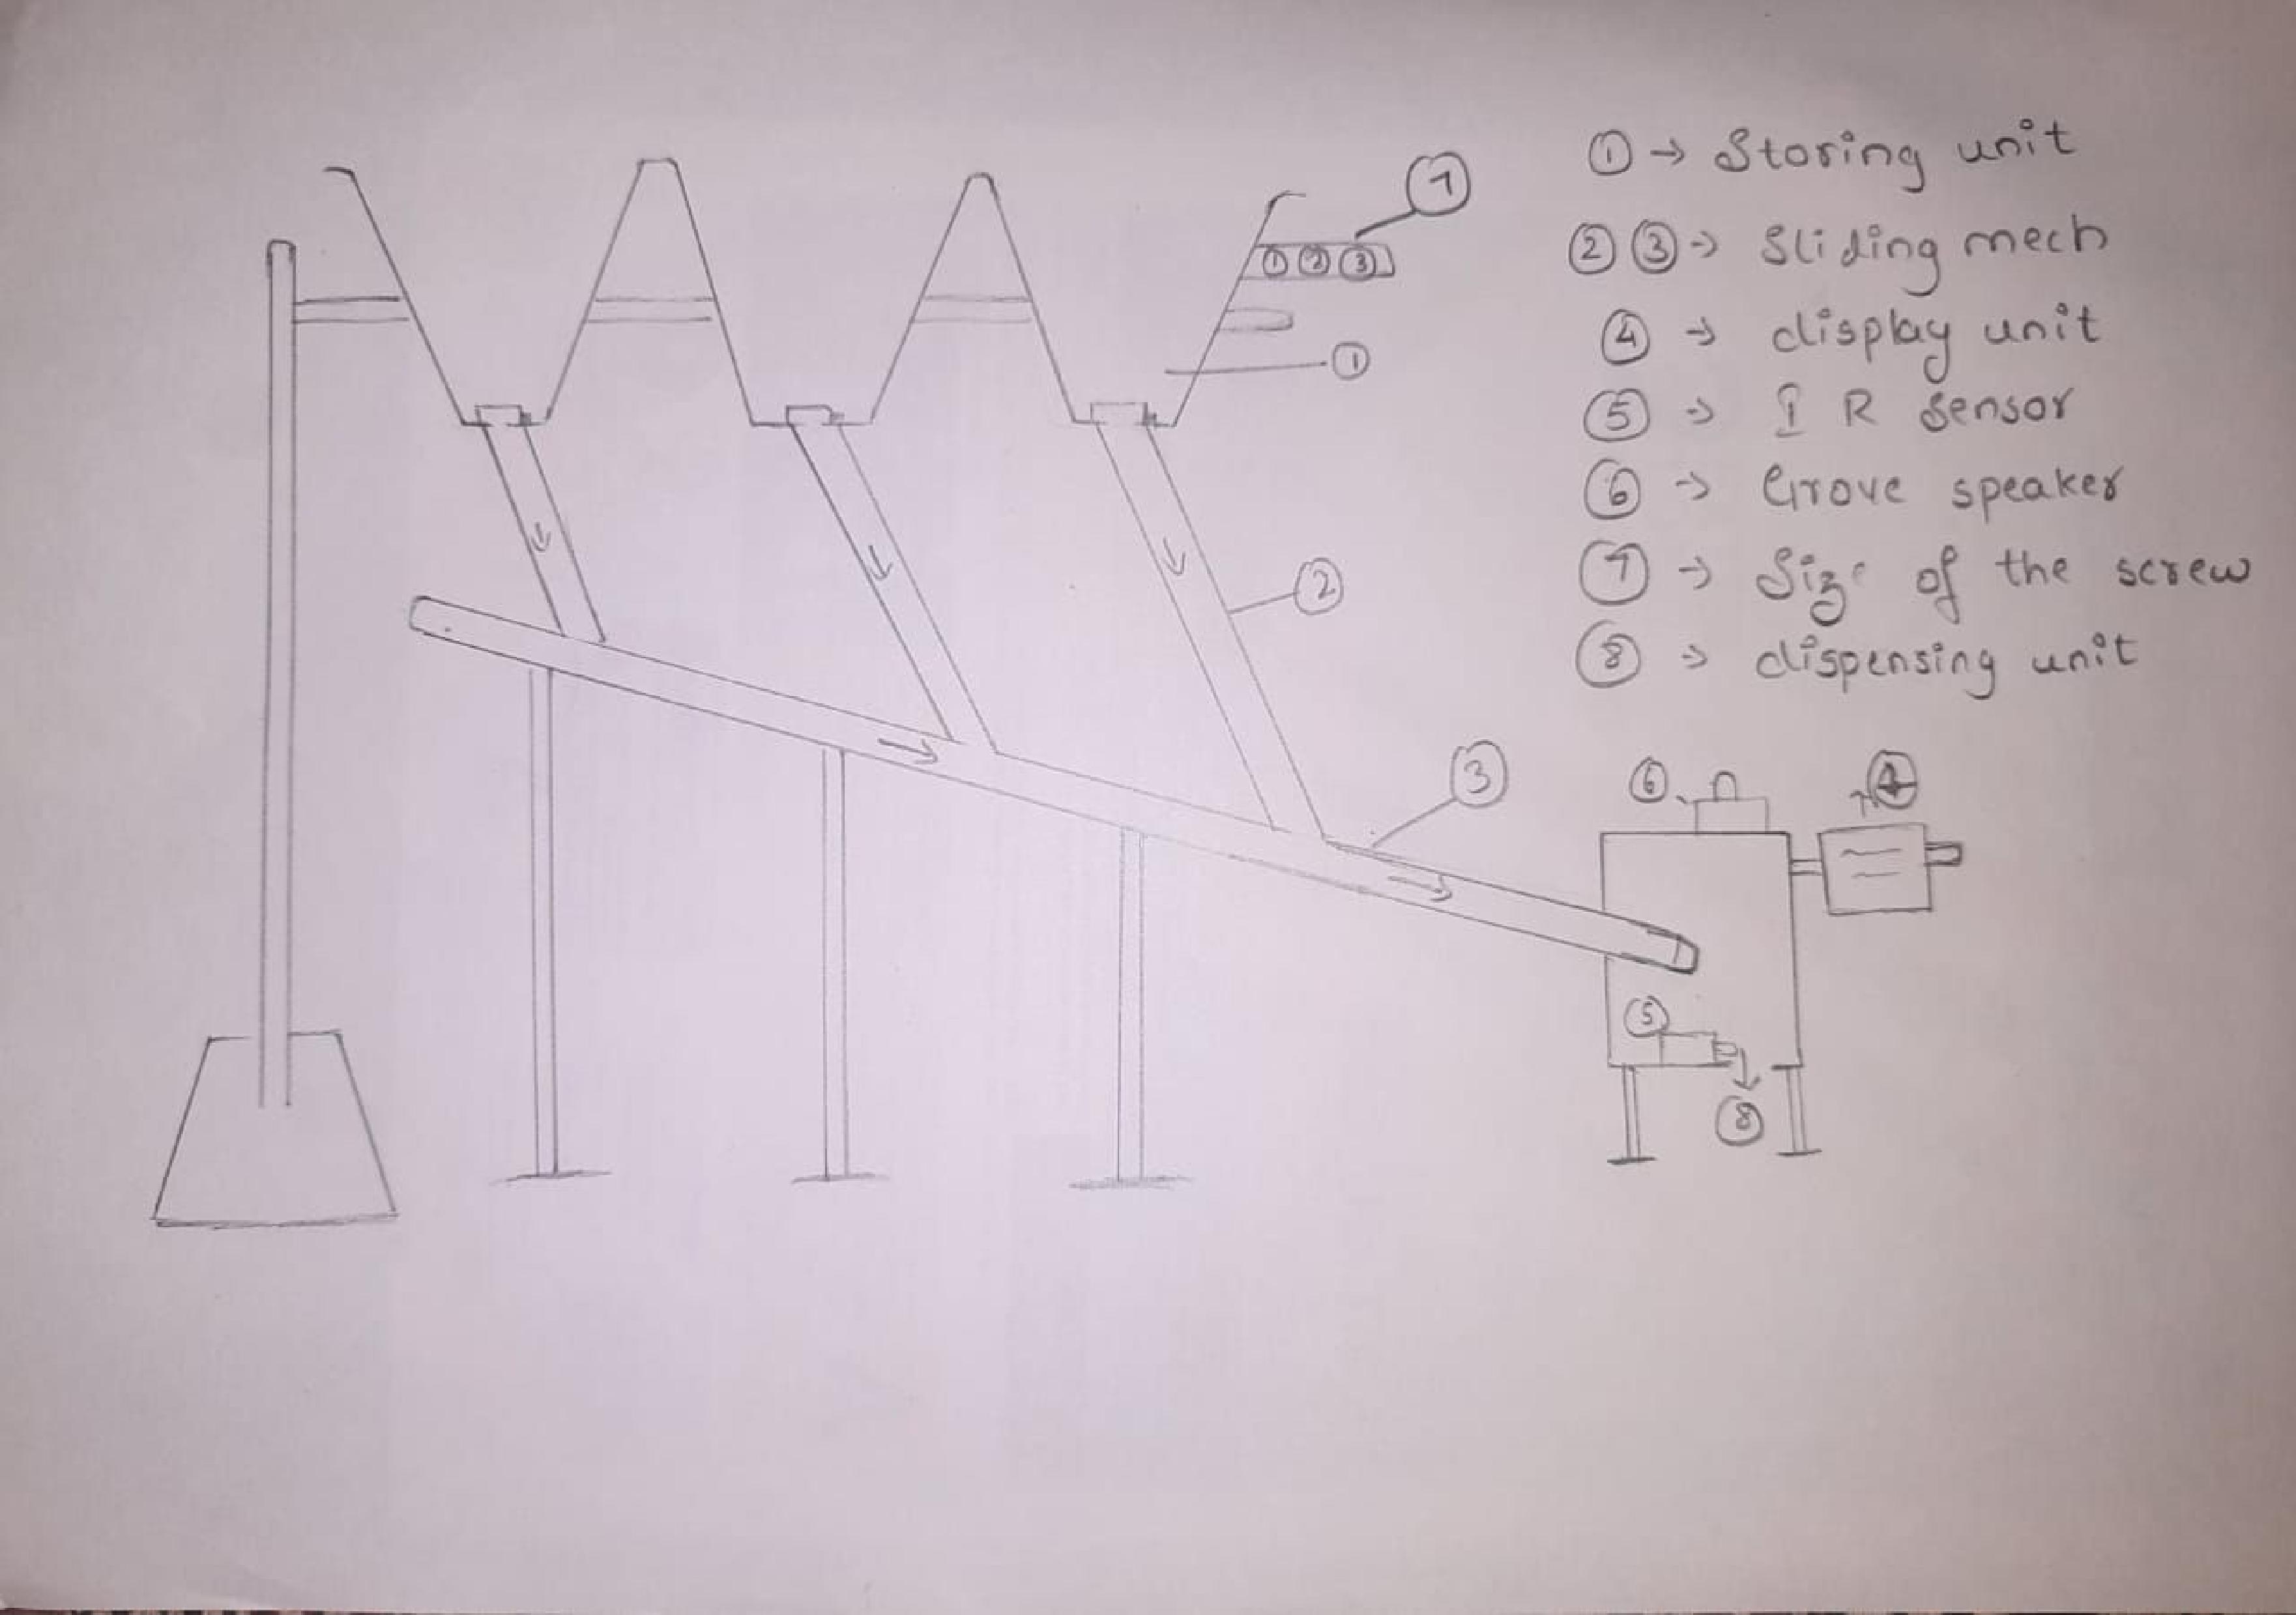 ① → Storing unit
② ③ → Sliding mech
④ → display unit
⑤ → I R Sensor
⑥ → Grove speaker
⑦ → Size of the screw
⑧ → dispensing unit
⑦
① ② ③
①
②
③
⑥
④
⑤
⑧